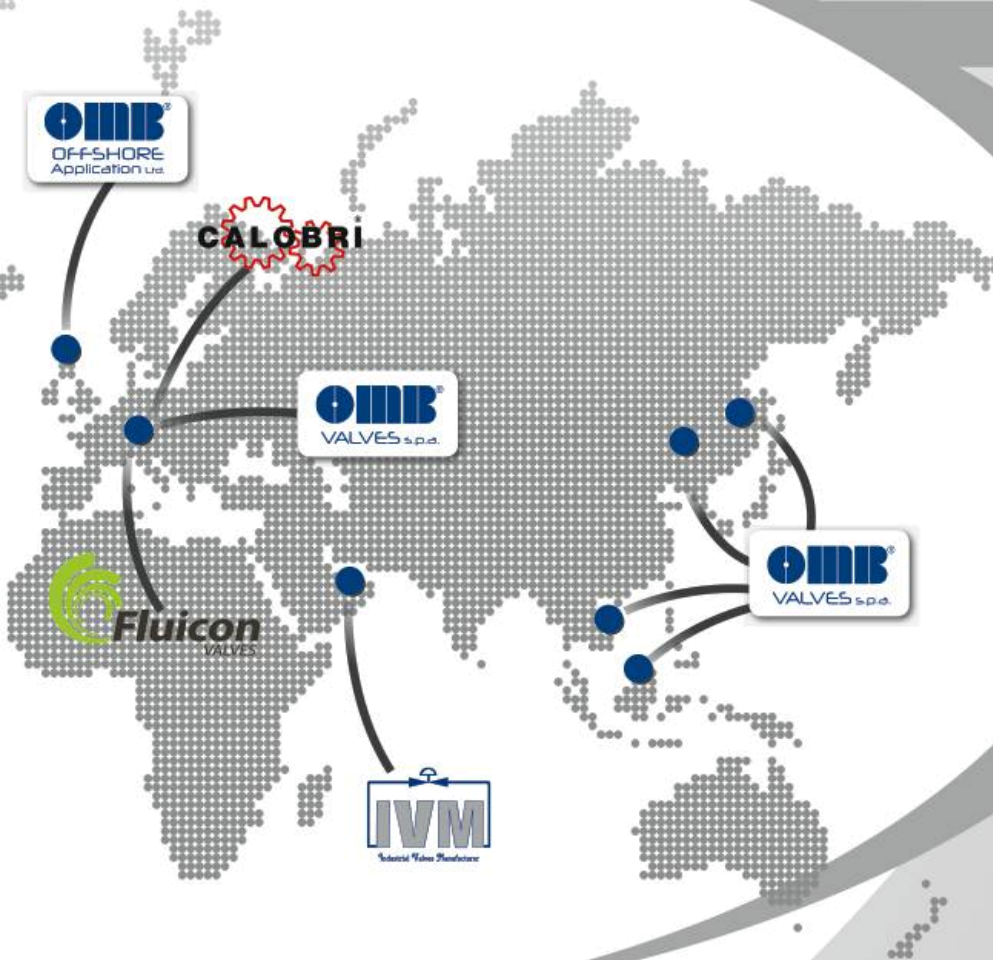 OMB®
OFFSHORE
Application Ltd.
CALOBRI
OMB®
VALVES s.p.a.
OMB®
VALVES s.p.a.
Fluicon
VALVES
IVM
Industrial Valves Manufacturer